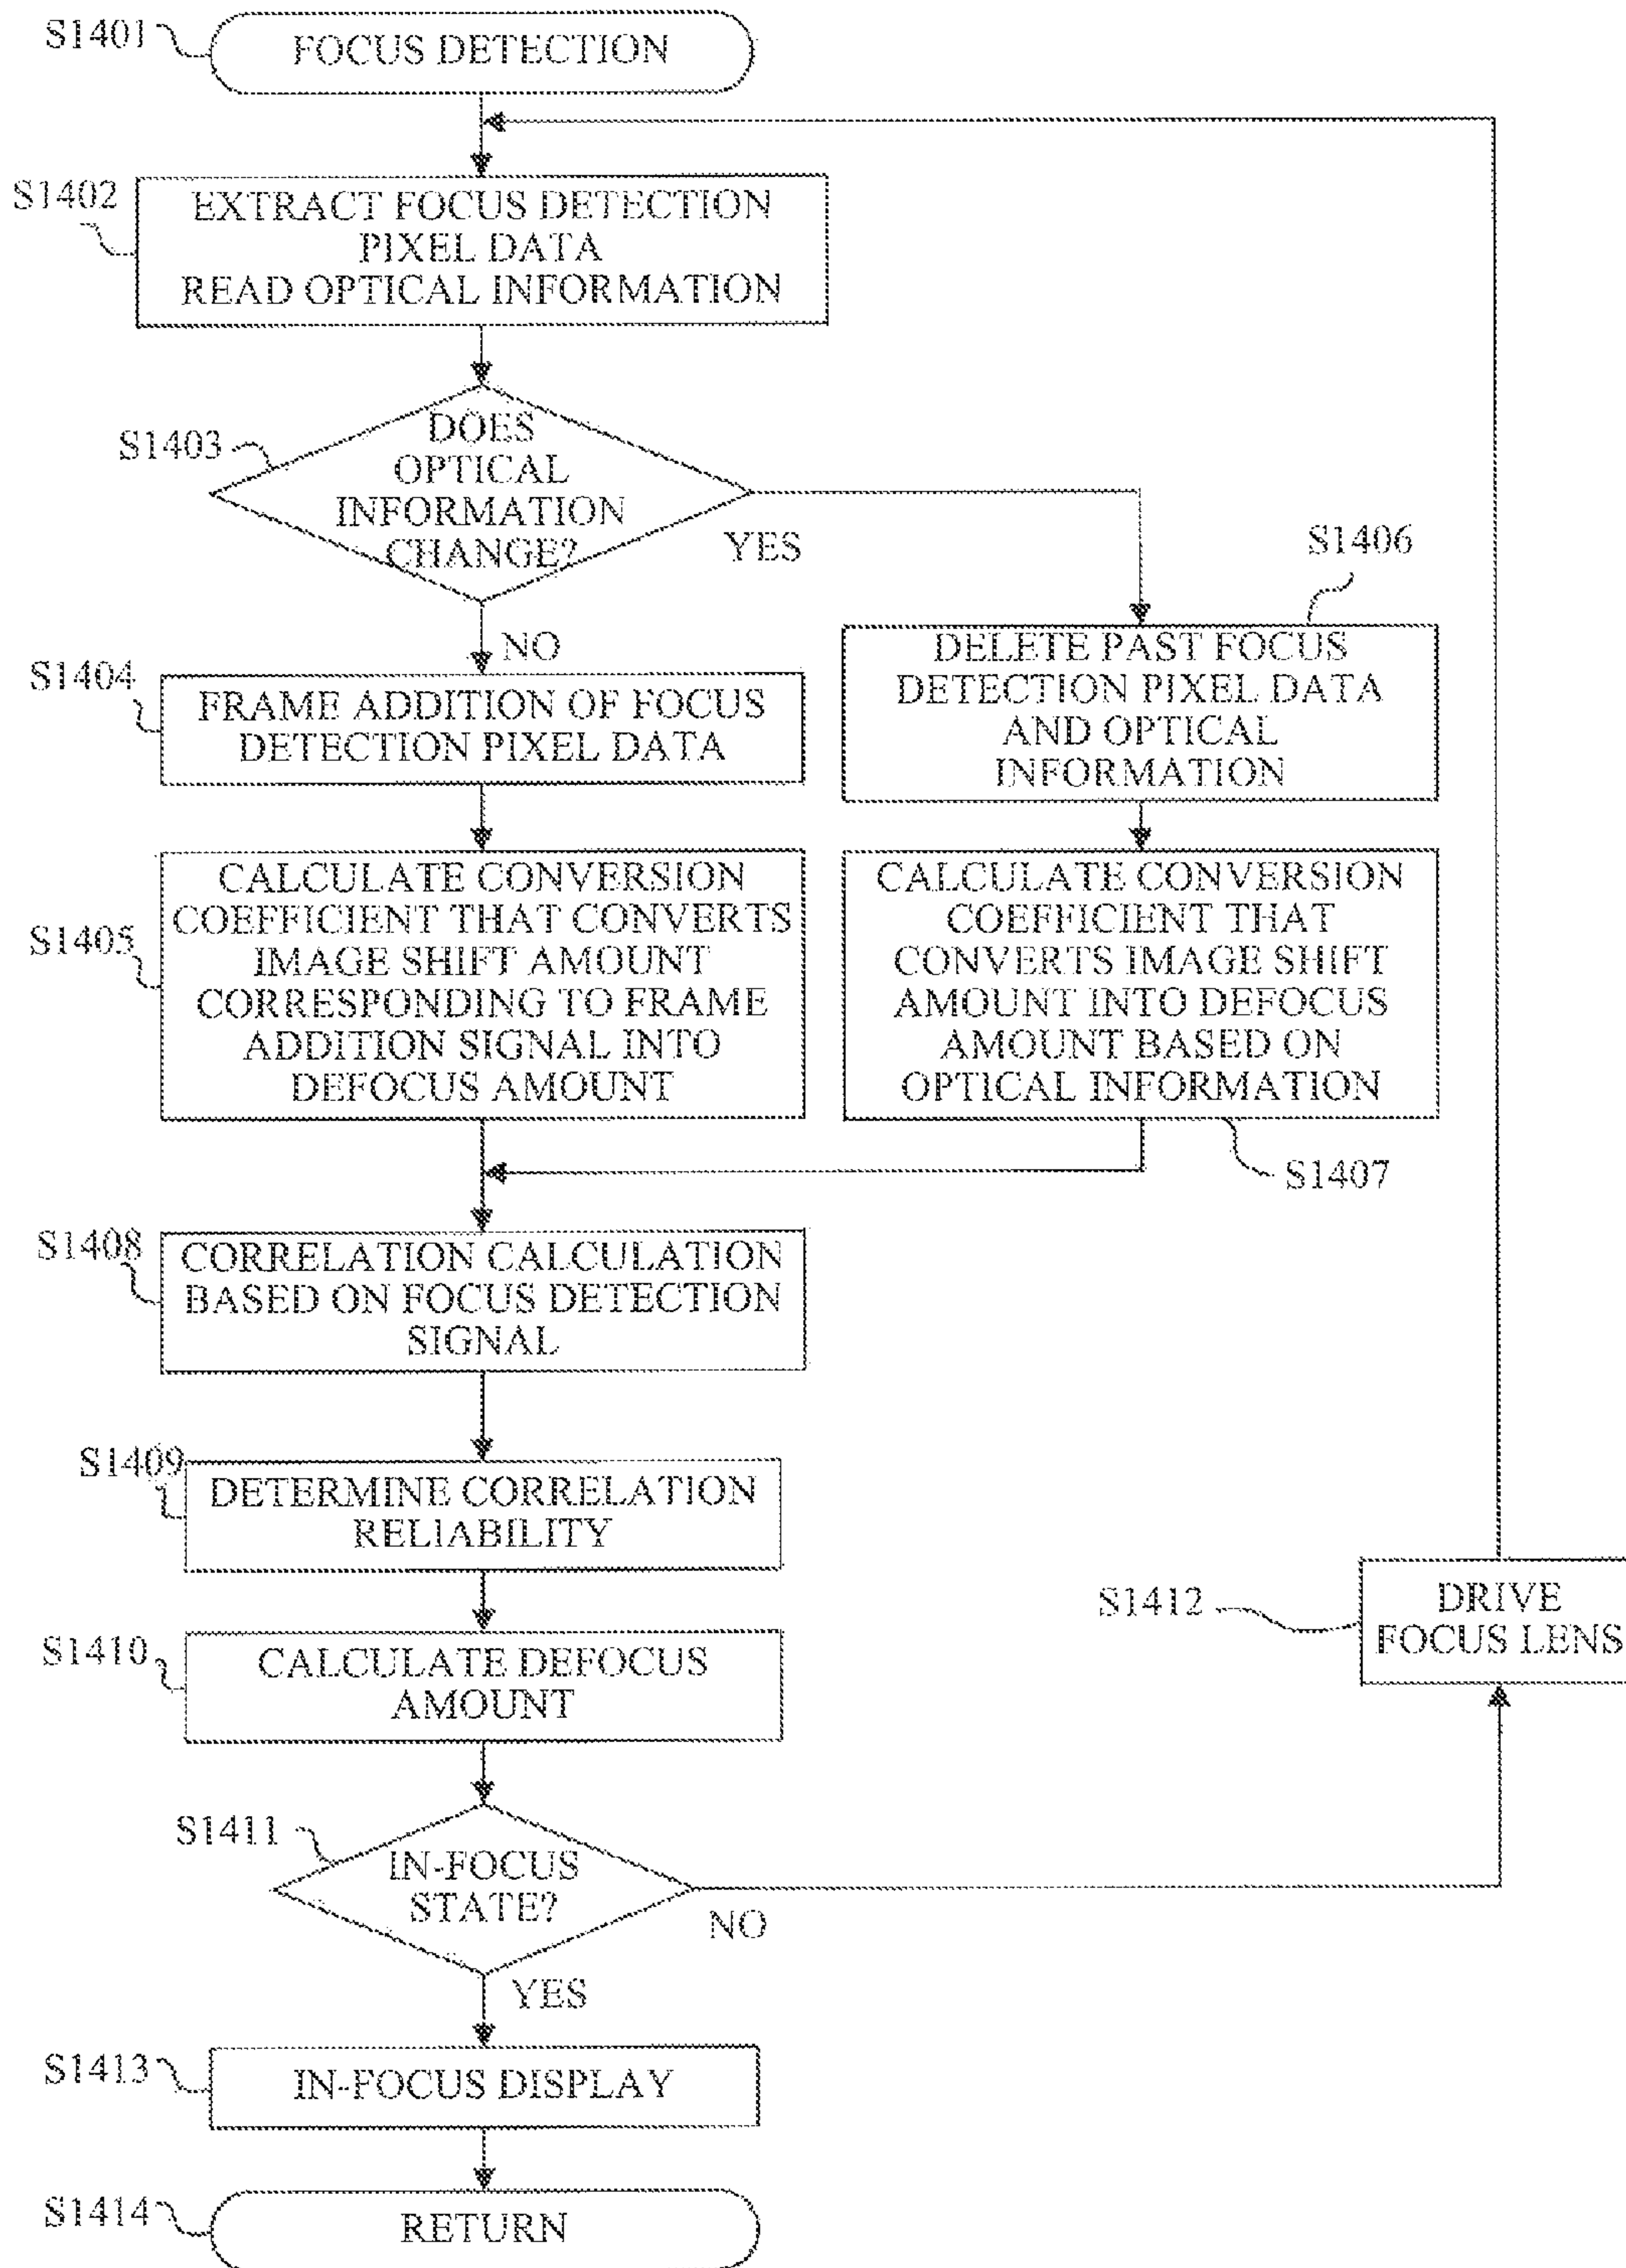 S1401
FOCUS DETECTION
S1402
EXTRACT FOCUS DETECTION
PIXEL DATA
READ OPTICAL INFORMATION
S1403
DOES
OPTICAL
INFORMATION
CHANGE?
YES
NO
S1404
FRAME ADDITION OF FOCUS
DETECTION PIXEL DATA
S1406
DELETE PAST FOCUS
DETECTION PIXEL DATA
AND OPTICAL
INFORMATION
S1405
CALCULATE CONVERSION
COEFFICIENT THAT CONVERTS
IMAGE SHIFT AMOUNT
CORRESPONDING TO FRAME
ADDITION SIGNAL INTO
DEFOCUS AMOUNT
CALCULATE CONVERSION
COEFFICIENT THAT
CONVERTS IMAGE SHIFT
AMOUNT INTO DEFOCUS
AMOUNT BASED ON
OPTICAL INFORMATION
S1407
S1408
CORRELATION CALCULATION
BASED ON FOCUS DETECTION
SIGNAL
S1409
DETERMINE CORRELATION
RELIABILITY
S1410
CALCULATE DEFOCUS
AMOUNT
S1412
DRIVE
FOCUS LENS
S1411
IN-FOCUS
STATE?
NO
YES
S1413
IN-FOCUS DISPLAY
S1414
RETURN